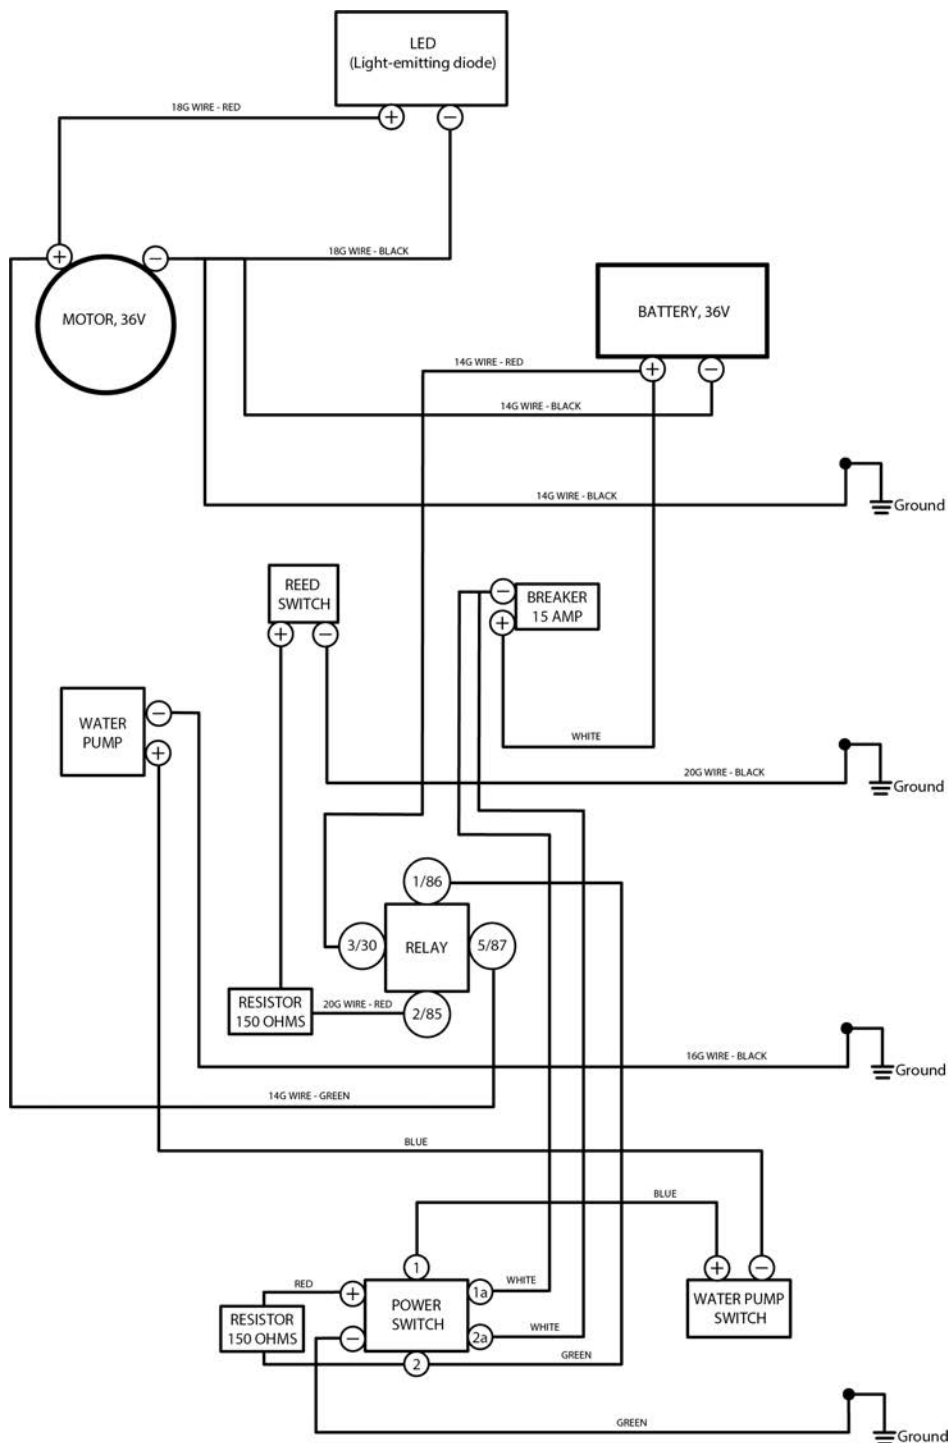 LED
(Light-emitting diode)
+
−
18G WIRE - RED
18G WIRE - BLACK
+
−
MOTOR, 36V
BATTERY, 36V
+
−
14G WIRE - RED
14G WIRE - BLACK
14G WIRE - BLACK
Ground
REED
SWITCH
+
−
BREAKER
15 AMP
−
+
WHITE
WATER
PUMP
−
+
20G WIRE - BLACK
Ground
1/86
3/30
RELAY
5/87
2/85
RESISTOR
150 OHMS
20G WIRE - RED
16G WIRE - BLACK
Ground
14G WIRE - GREEN
BLUE
BLUE
1
+
−
WATER PUMP
SWITCH
RED
+
POWER
SWITCH
1a
WHITE
RESISTOR
150 OHMS
−
2a
WHITE
2
GREEN
GREEN
Ground